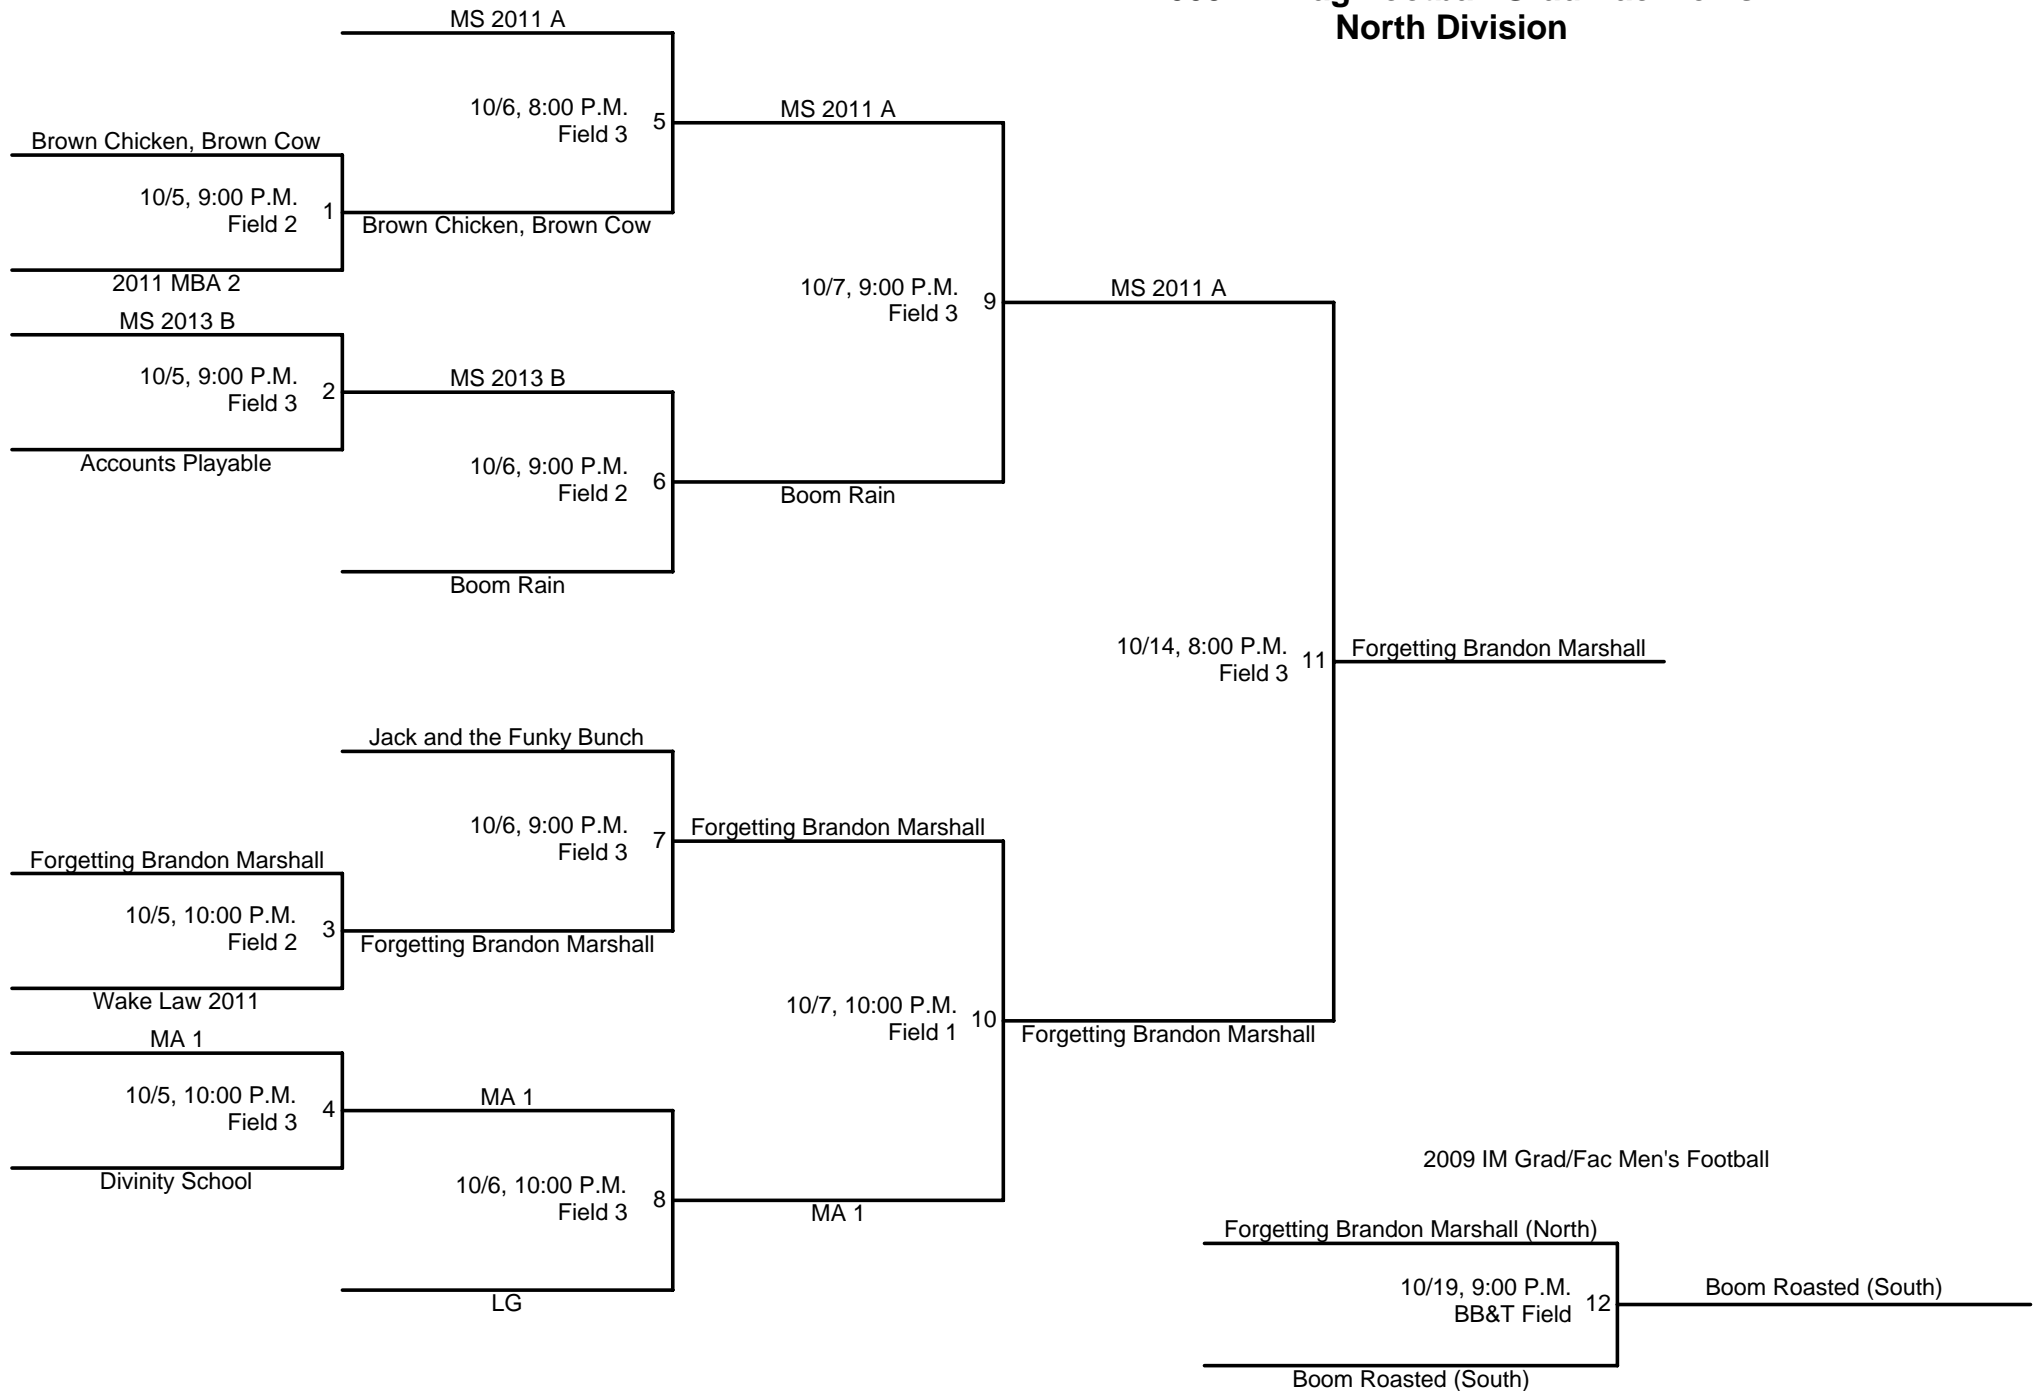 North Division
MS 2011 A
10/6, 8:00 P.M.
Field 3
5
MS 2011 A
Brown Chicken, Brown Cow
10/5, 9:00 P.M.
Field 2
1
Brown Chicken, Brown Cow
2011 MBA 2
10/7, 9:00 P.M.
Field 3
9
MS 2011 A
MS 2013 B
10/5, 9:00 P.M.
Field 3
2
MS 2013 B
Accounts Playable
10/6, 9:00 P.M.
Field 2
6
Boom Rain
Boom Rain
10/14, 8:00 P.M.
Field 3
11
Forgetting Brandon Marshall
Jack and the Funky Bunch
10/6, 9:00 P.M.
Field 3
7
Forgetting Brandon Marshall
Forgetting Brandon Marshall
10/5, 10:00 P.M.
Field 2
3
Forgetting Brandon Marshall
Wake Law 2011
10/7, 10:00 P.M.
Field 1
10
Forgetting Brandon Marshall
MA 1
10/5, 10:00 P.M.
Field 3
4
MA 1
Divinity School
10/6, 10:00 P.M.
Field 3
8
MA 1
LG
2009 IM Grad/Fac Men's Football
Forgetting Brandon Marshall (North)
10/19, 9:00 P.M.
BB&T Field
12
Boom Roasted (South)
Boom Roasted (South)